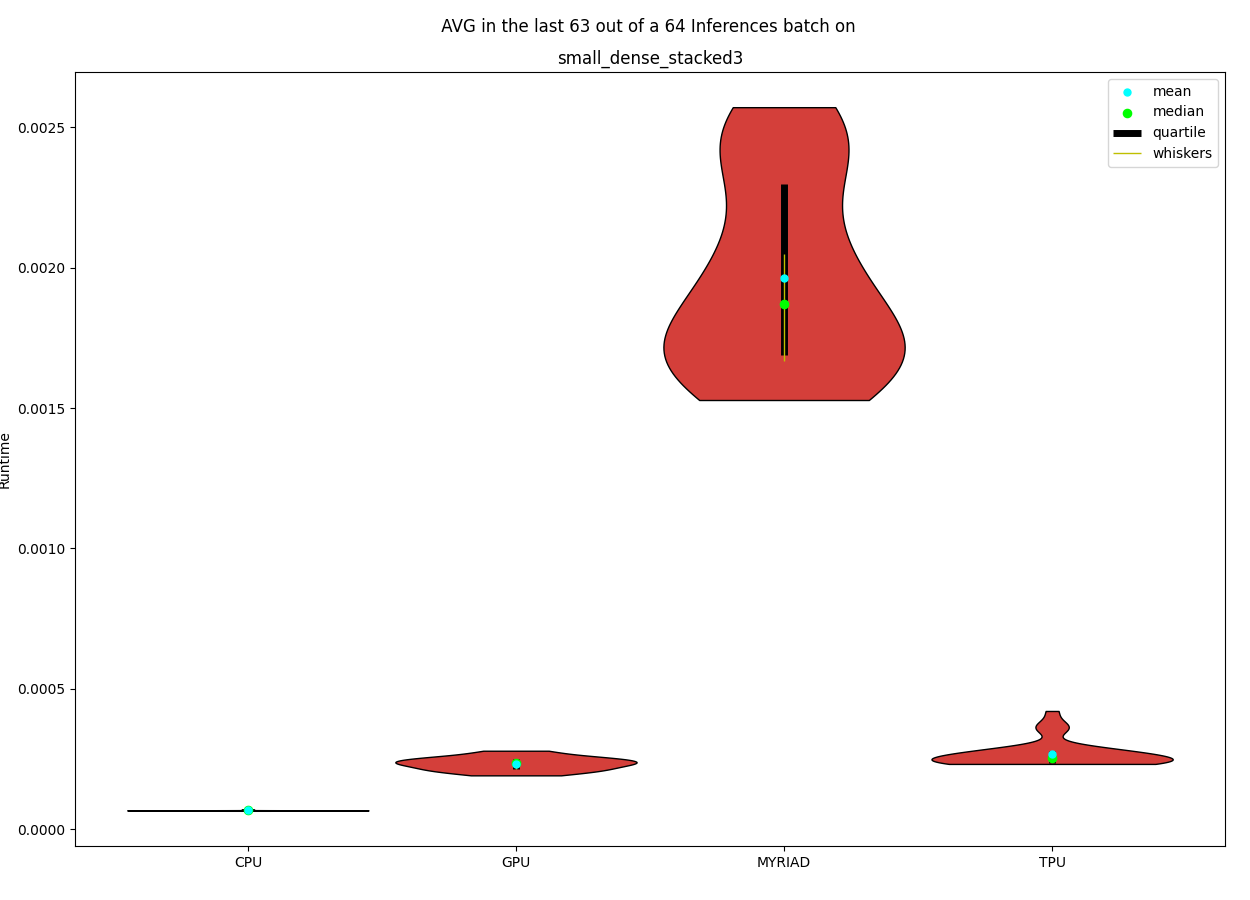 AVG in the last 63 out of a 64 Inferences batch on
small_dense_stacked3
mean
median
quartile
whiskers
0.0025
0.0020
0.0015
0.0010
0.0005
0.0000
Runtime
CPU
GPU
MYRIAD
TPU